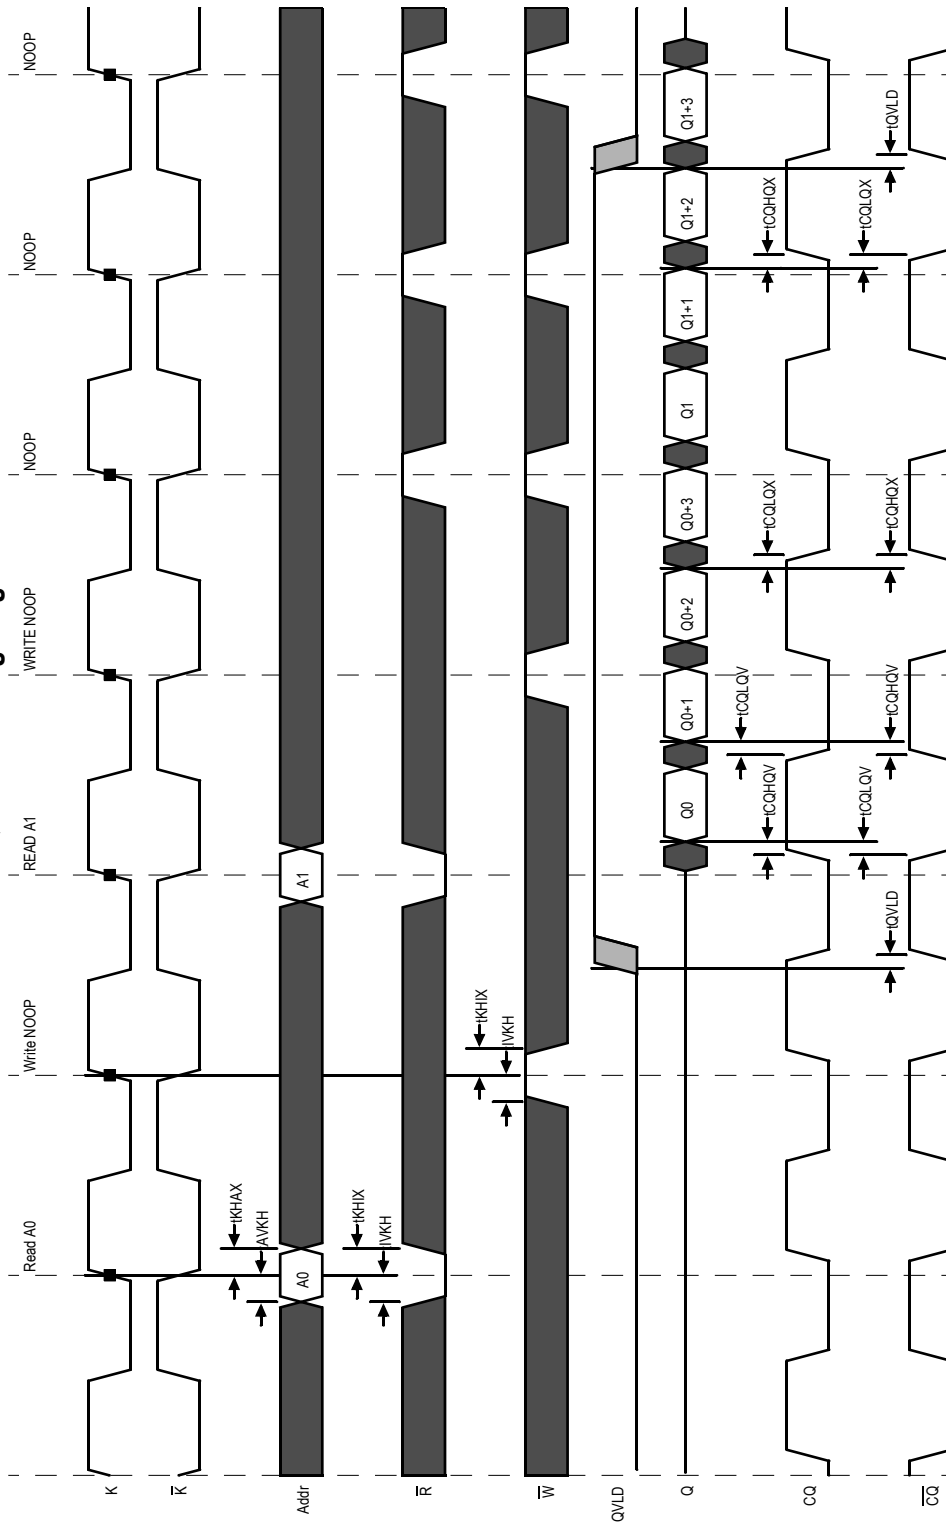 Read A0
Write NOOP
READ A1
WRITE NOOP
NOOP
NOOP
NOOP
K
K̅
tKHAX
AVKH
Addr
A0
A1
tKHIX
IVKH
R̅
tKHIX
IVKH
W̅
QVLD
Q
Q0
Q0+1
Q0+2
Q0+3
Q1
Q1+1
Q1+2
Q1+3
tCQLQV
tCQHQV
tCQLQX
tCQHQX
CQ
tCQLQV
tCQLQX
tQVLD
tCQHQV
tCQHQX
tQVLD
C̅Q̅